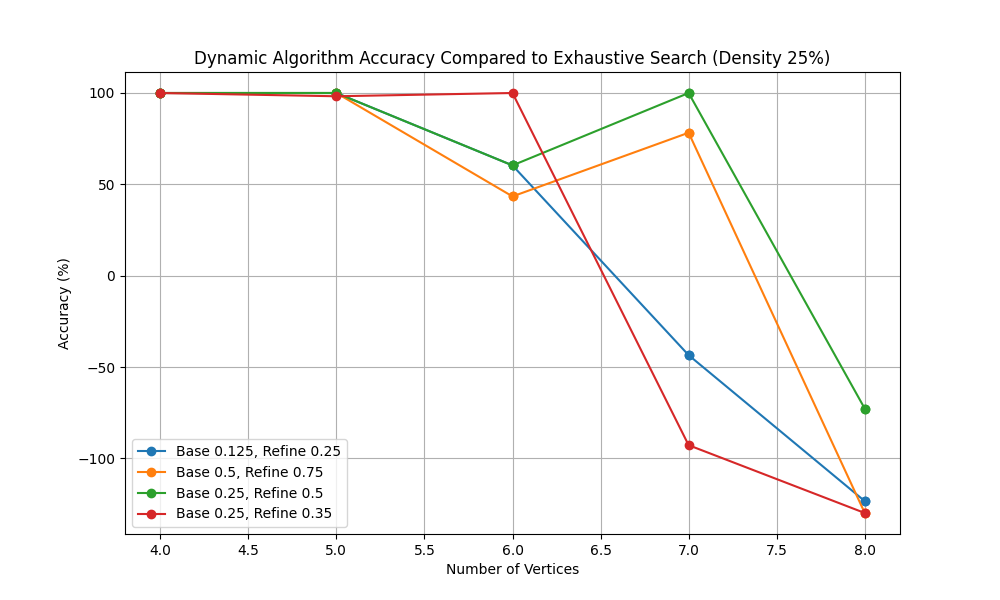 Dynamic Algorithm Accuracy Compared to Exhaustive Search (Density 25%)
Accuracy (%)
100
50
0
−50
−100
Base 0.125, Refine 0.25
Base 0.5, Refine 0.75
Base 0.25, Refine 0.5
Base 0.25, Refine 0.35
4.0 4.5 5.0 5.5 6.0 6.5 7.0 7.5 8.0
Number of Vertices